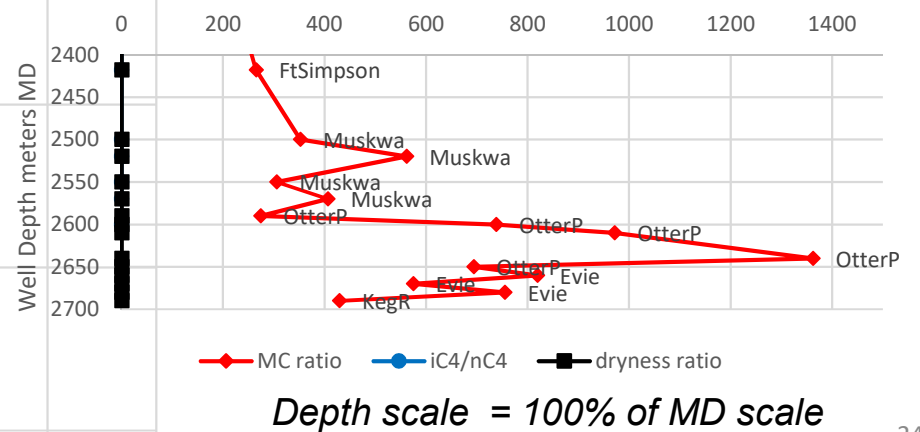 0 200 400 600 800 1000 1200 1400
Well Depth meters MD
2400
FtSimpson
2450
2500 Muskwa
Muskwa
2550 Muskwa
Muskwa
OtterP
2600 OtterP
OtterP
OtterP
2650 OtterP
Evie
Evie
Evie
KegR
2700
MC ratio iC4/nC4 dryness ratio
Depth scale = 100% of MD scale